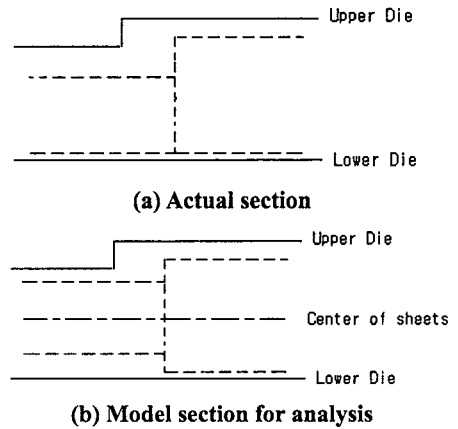 Upper Die
Lower Die
(a) Actual section
Upper Die
Center of sheets
Lower Die
(b) Model section for analysis